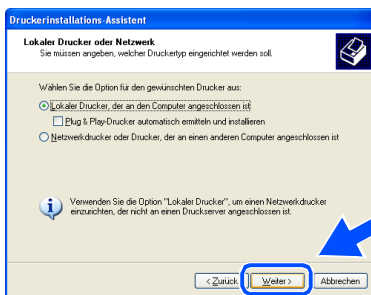 Druckerinstallations-Assistent
Lokaler Drucker oder Netzwerk
Sie müssen angeben, welcher Druckertyp eingerichtet werden soll.
Wählen Sie die Option für den gewünschten Drucker aus:
Lokaler Drucker, der an den Computer angeschlossen ist
Plug & Play-Drucker automatisch ermitteln und installieren
Netzwerkdrucker oder Drucker, der an einen anderen Computer angeschlossen ist
Verwenden Sie die Option "Lokaler Drucker", um einen Netzwerkdrucker
einzurichten, der nicht an einen Druckserver angeschlossen ist.
< Zurück Weiter > Abbrechen